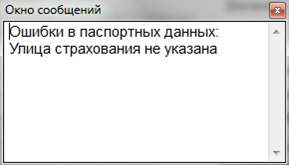 Окно сообщений
Ошибки в паспортных данных:
Улица страхования не указана